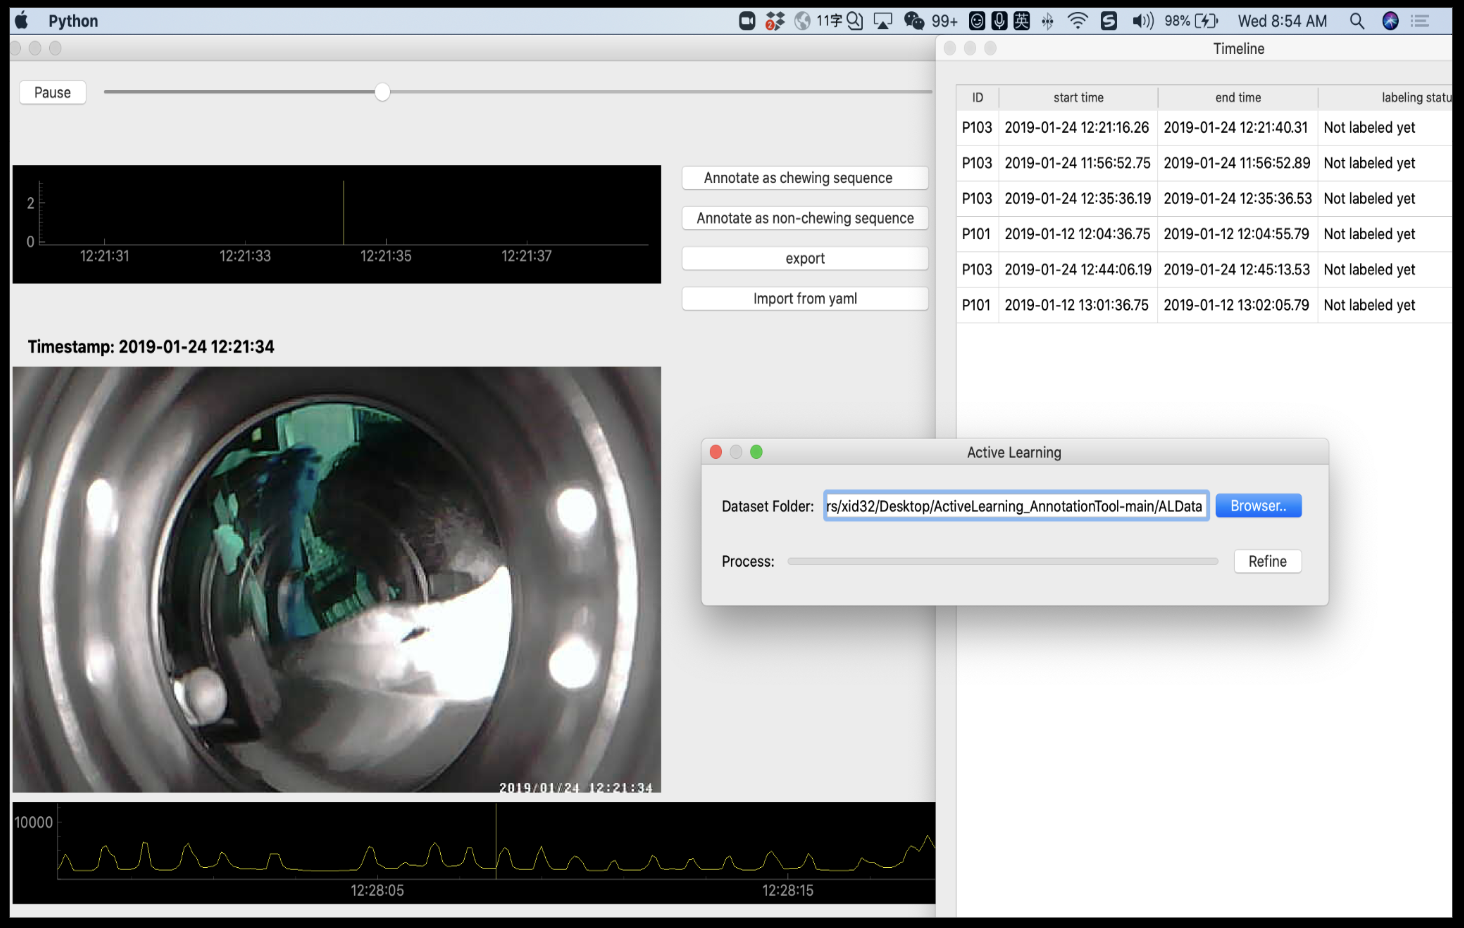 Python 11字 99+ 英 S 98% Wed 8:54 AM
Timeline
Pause
ID start time end time labeling statu
P103 2019-01-24 12:21:16.26 2019-01-24 12:21:40.31 Not labeled yet
P103 2019-01-24 11:56:52.75 2019-01-24 11:56:52.89 Not labeled yet
P103 2019-01-24 12:35:36.19 2019-01-24 12:35:36.53 Not labeled yet
P101 2019-01-12 12:04:36.75 2019-01-12 12:04:55.79 Not labeled yet
P103 2019-01-24 12:44:06.19 2019-01-24 12:45:13.53 Not labeled yet
P101 2019-01-12 13:01:36.75 2019-01-12 13:02:05.79 Not labeled yet
2
0
12:21:31 12:21:33 12:21:35 12:21:37
Annotate as chewing sequence
Annotate as non-chewing sequence
export
Import from yaml
Timestamp: 2019-01-24 12:21:34
2019/01/24 12:21:34
Active Learning
Dataset Folder: rs/xid32/Desktop/ActiveLearning_AnnotationTool-main/ALData Browser..
Process: Refine
10000
12:28:05 12:28:15